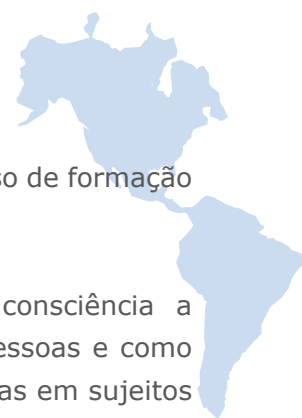 so de formação
consciência a
essoas e como
as em sujeitos